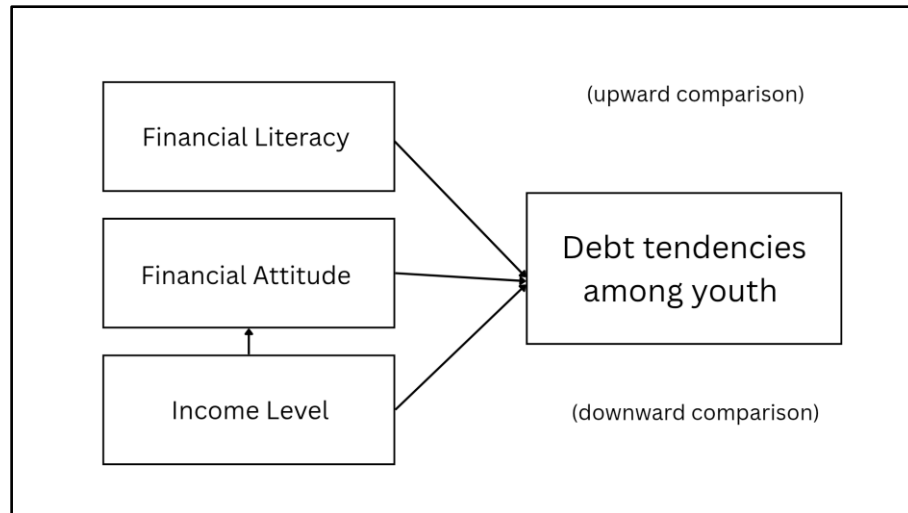 Financial Literacy
(upward comparison)
Financial Attitude
Debt tendencies
among youth
Income Level
(downward comparison)